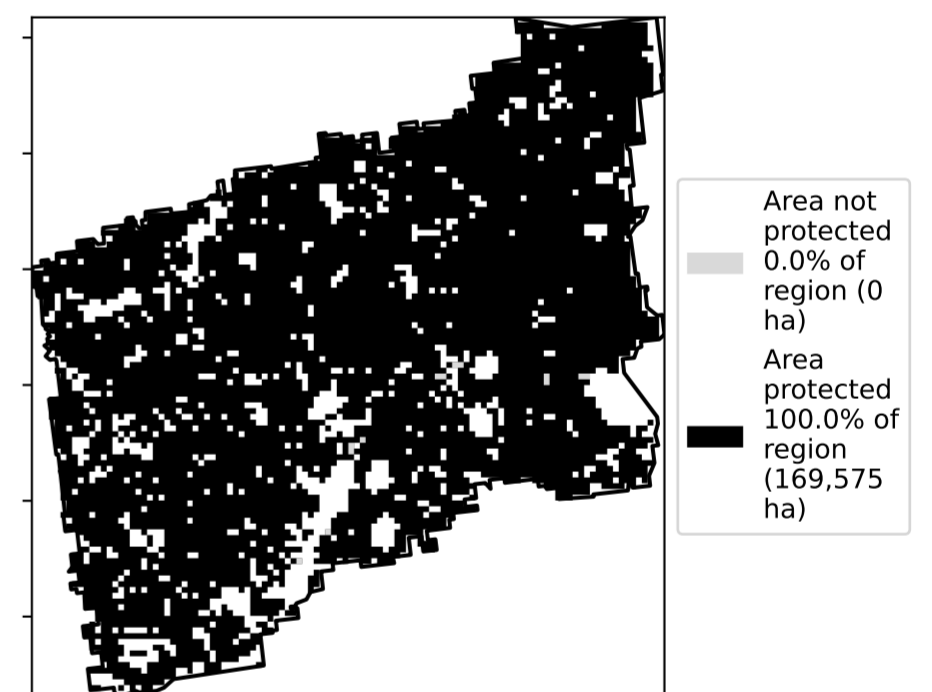 Area not
protected
0.0% of
region (0
ha)
Area
protected
100.0% of
region
(169,575
ha)